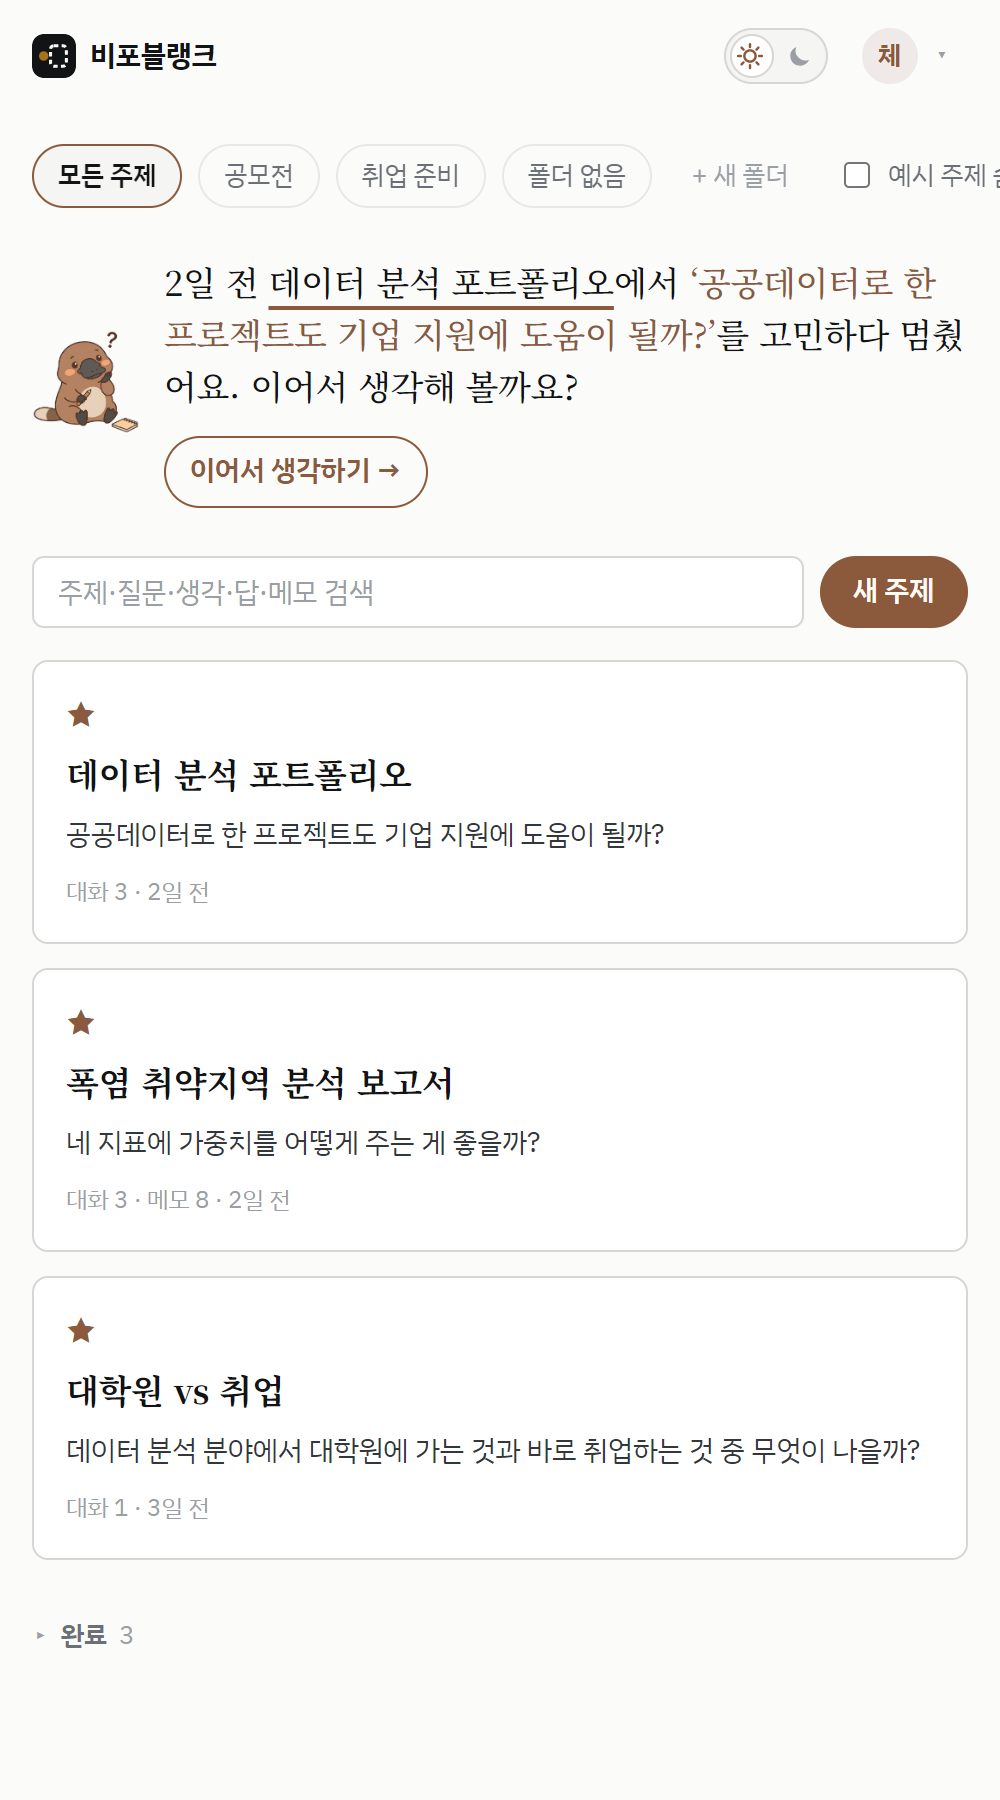 비포블랭크
체
모든 주제
공모전
취업 준비
폴더 없음
+ 새 폴더
예시 주제
2일 전 데이터 분석 포트폴리오에서 ‘공공데이터로 한
프로젝트도 기업 지원에 도움이 될까?’를 고민하다 멈췄
어요. 이어서 생각해 볼까요?
?
이어서 생각하기 →
주제·질문·생각·답·메모 검색
새 주제
데이터 분석 포트폴리오
공공데이터로 한 프로젝트도 기업 지원에 도움이 될까?
대화 3 · 2일 전
폭염 취약지역 분석 보고서
네 지표에 가중치를 어떻게 주는 게 좋을까?
대화 3 · 메모 8 · 2일 전
대학원 vs 취업
데이터 분석 분야에서 대학원에 가는 것과 바로 취업하는 것 중 무엇이 나을까?
대화 1 · 3일 전
완료 3